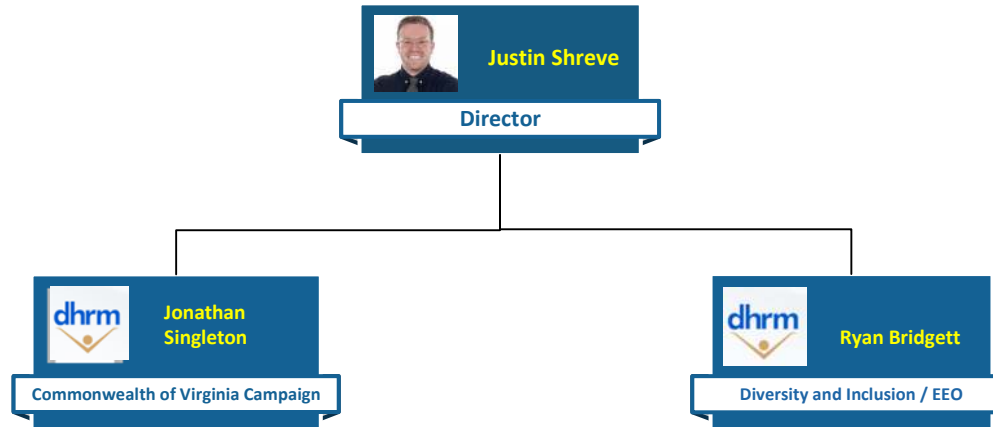 Justin Shreve
Director
dhrm
Jonathan
Singleton
Commonwealth of Virginia Campaign
dhrm
Ryan Bridgett
Diversity and Inclusion / EEO